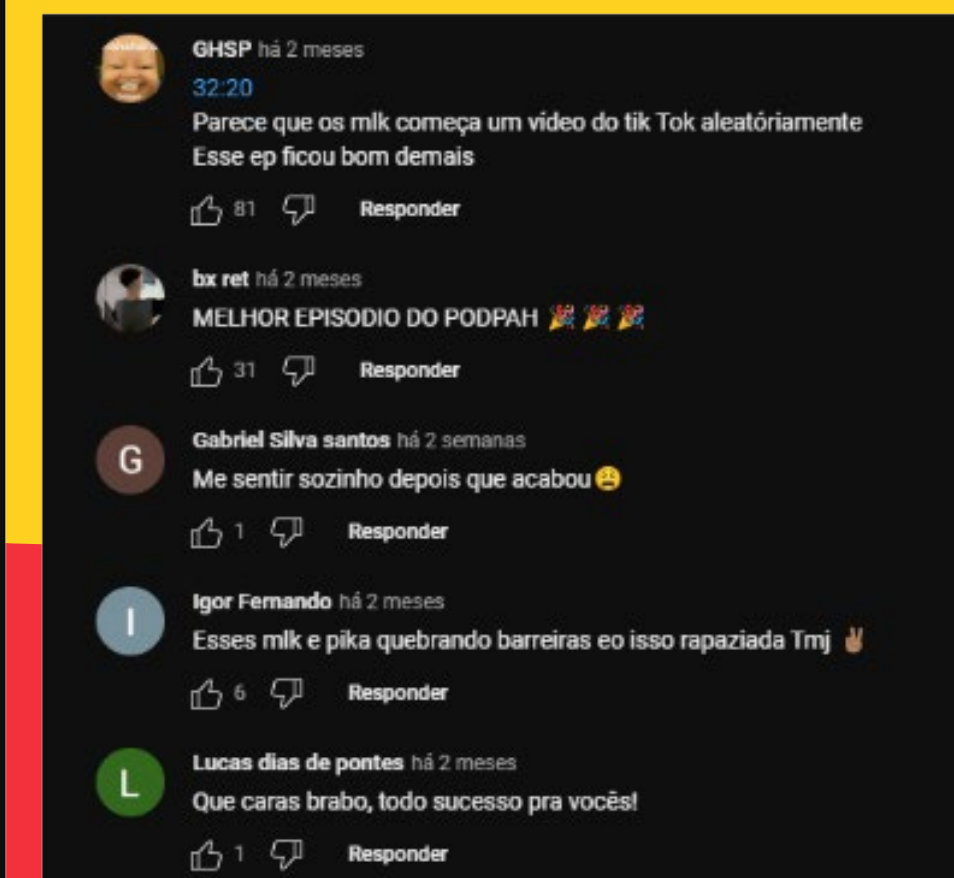 GHSP há 2 meses
32:20
Parece que os mlk começa um vídeo do tik Tok aleatóriamente
Esse ep ficou bom demais
81 Responder
bx ret há 2 meses
MELHOR EPISODIO DO PODPAH 🎉 🎉 🎉
31 Responder
G
Gabriel Silva santos há 2 semanas
Me sentir sozinho depois que acabou😫
1 Responder
I
Igor Fernando há 2 meses
Esses mlk e pika quebrando barreiras eo isso rapaziada Tmj ✌🏽
6 Responder
L
Lucas dias de pontes há 2 meses
Que caras brabo, todo sucesso pra vocês!
1 Responder